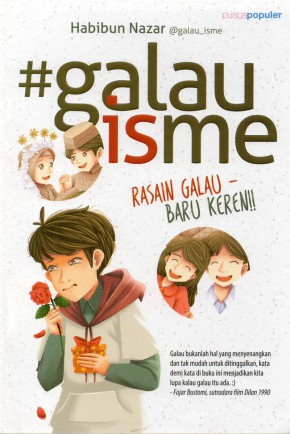 puspapopuler
Habibun Nazar @galau_isme
#galau
isme
RASAIN GALAU –
BARU KEREN!!
Galau bukanlah hal yang menyenangkan
dan tak mudah untuk ditinggalkan, kata
demi kata di buku ini menjadikan kita
lupa kalau galau itu ada. :)
- Fajar Bustomi, sutradara film Dilan 1990